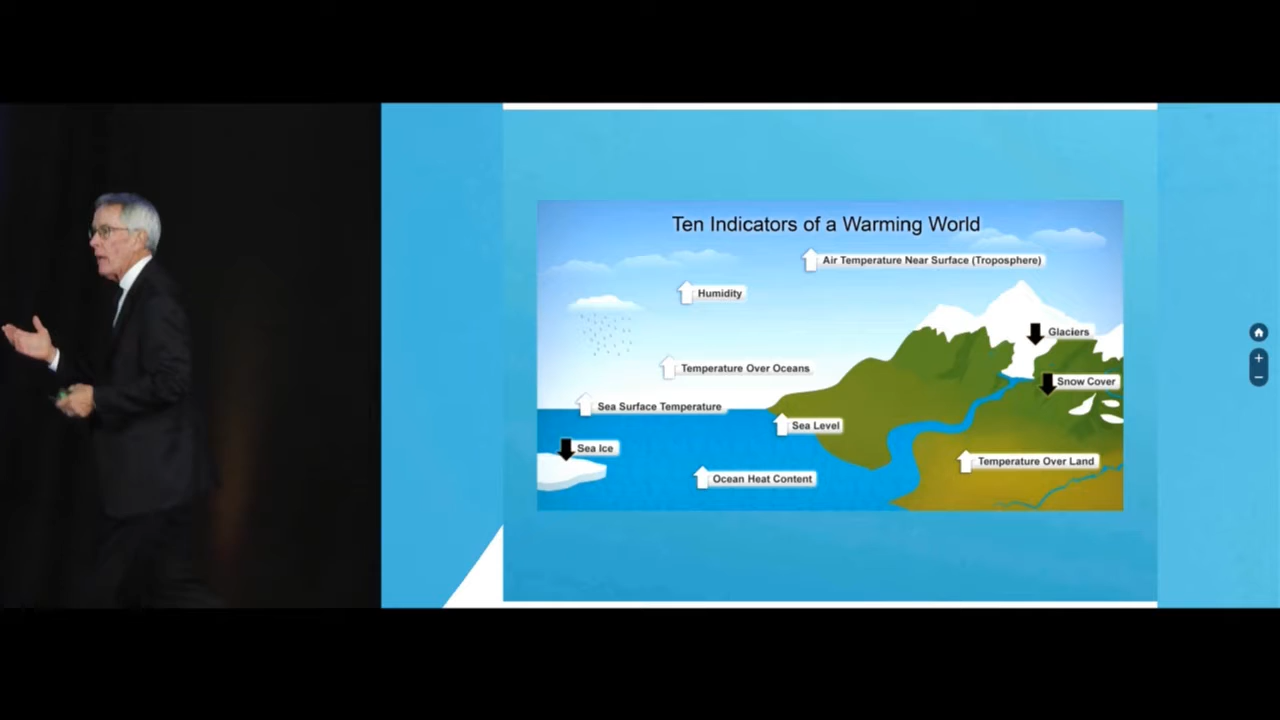 Ten Indicators of a Warming World
Air Temperature Near Surface (Troposphere)
Humidity
Glaciers
Temperature Over Oceans
Snow Cover
Sea Surface Temperature
Sea Level
Sea Ice
Temperature Over Land
Ocean Heat Content